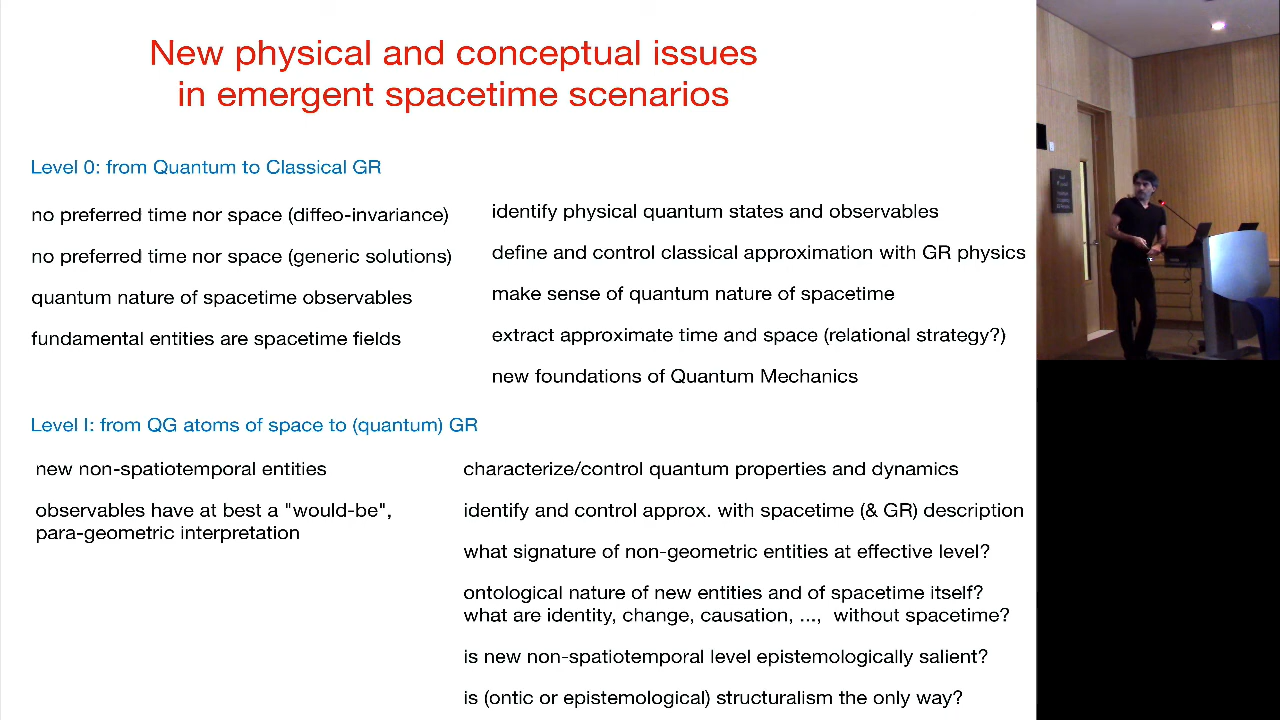 New physical and conceptual issues
in emergent spacetime scenarios
Level 0: from Quantum to Classical GR
no preferred time nor space (diffeo-invariance)
no preferred time nor space (generic solutions)
quantum nature of spacetime observables
fundamental entities are spacetime fields
identify physical quantum states and observables
define and control classical approximation with GR physics
make sense of quantum nature of spacetime
extract approximate time and space (relational strategy?)
new foundations of Quantum Mechanics
Level I: from QG atoms of space to (quantum) GR
new non-spatiotemporal entities
observables have at best a "would-be",
para-geometric interpretation
characterize/control quantum properties and dynamics
identify and control approx. with spacetime (& GR) description
what signature of non-geometric entities at effective level?
ontological nature of new entities and of spacetime itself?
what are identity, change, causation, ..., without spacetime?
is new non-spatiotemporal level epistemologically salient?
is (ontic or epistemological) structuralism the only way?